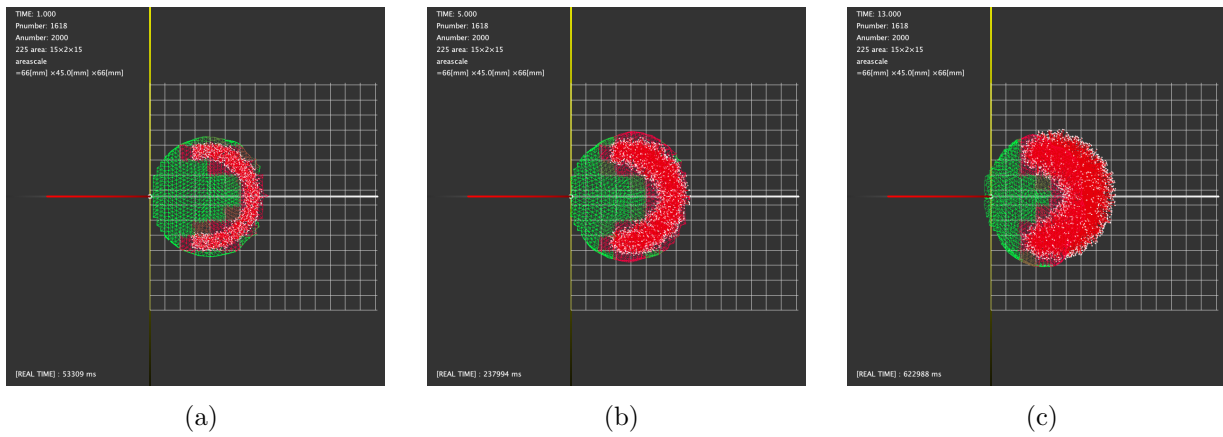 TIME: 1.000
Pnumber: 1618
Anumber: 2000
225 area: 15×2×15
areascale
=66[mm] ×45.0[mm] ×66[mm]
[REAL TIME] : 53309 ms
(a)
TIME: 5.000
Pnumber: 1618
Anumber: 2000
225 area: 15×2×15
areascale
=66[mm] ×45.0[mm] ×66[mm]
[REAL TIME] : 237994 ms
(b)
TIME: 13.000
Pnumber: 1618
Anumber: 2000
225 area: 15×2×15
areascale
=66[mm] ×45.0[mm] ×66[mm]
[REAL TIME] : 622988 ms
(c)